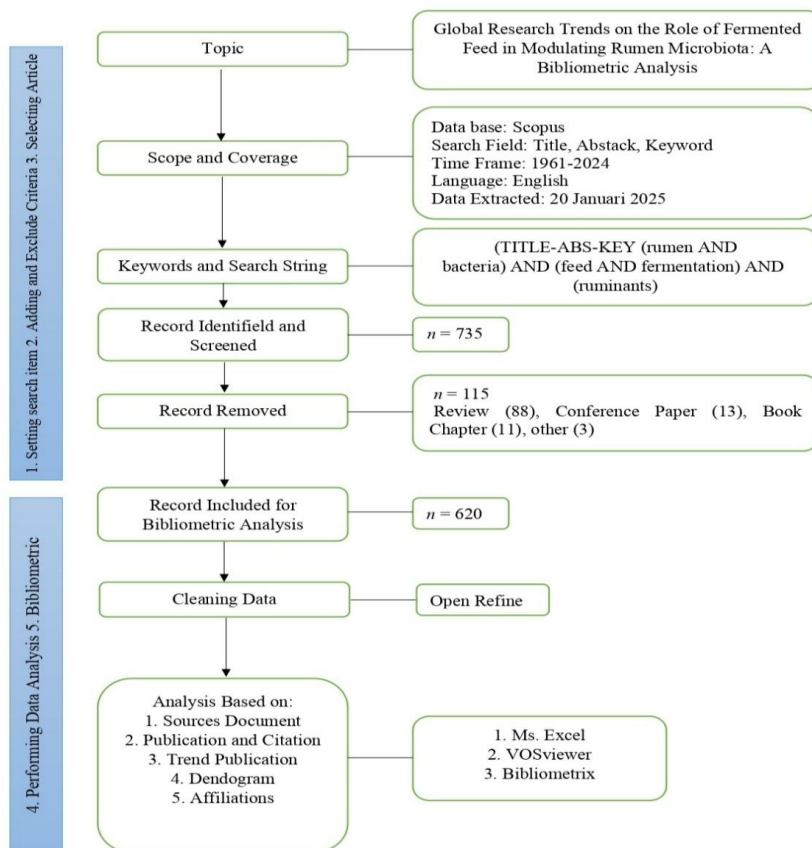 1. Setting search item 2. Adding and Exclude Criteria 3. Selecting Article
Topic
Global Research Trends on the Role of Fermented
Feed in Modulating Rumen Microbiota: A
Bibliometric Analysis
Scope and Coverage
Data base: Scopus
Search Field: Title, Abstack, Keyword
Time Frame: 1961-2024
Language: English
Data Extracted: 20 Januari 2025
Keywords and Search String
(TITLE-ABS-KEY (rumen AND
bacteria) AND (feed AND fermentation) AND
(ruminants)
Record Identifield and
Screened
n = 735
Record Removed
n = 115
Review (88), Conference Paper (13), Book
Chapter (11), other (3)
4. Performing Data Analysis 5. Bibliometric
Record Included for
Bibliometric Analysis
n = 620
Cleaning Data
Open Refine
Analysis Based on:
1. Sources Document
2. Publication and Citation
3. Trend Publication
4. Dendogram
5. Affiliations
1. Ms. Excel
2. VOSviewer
3. Bibliometrix